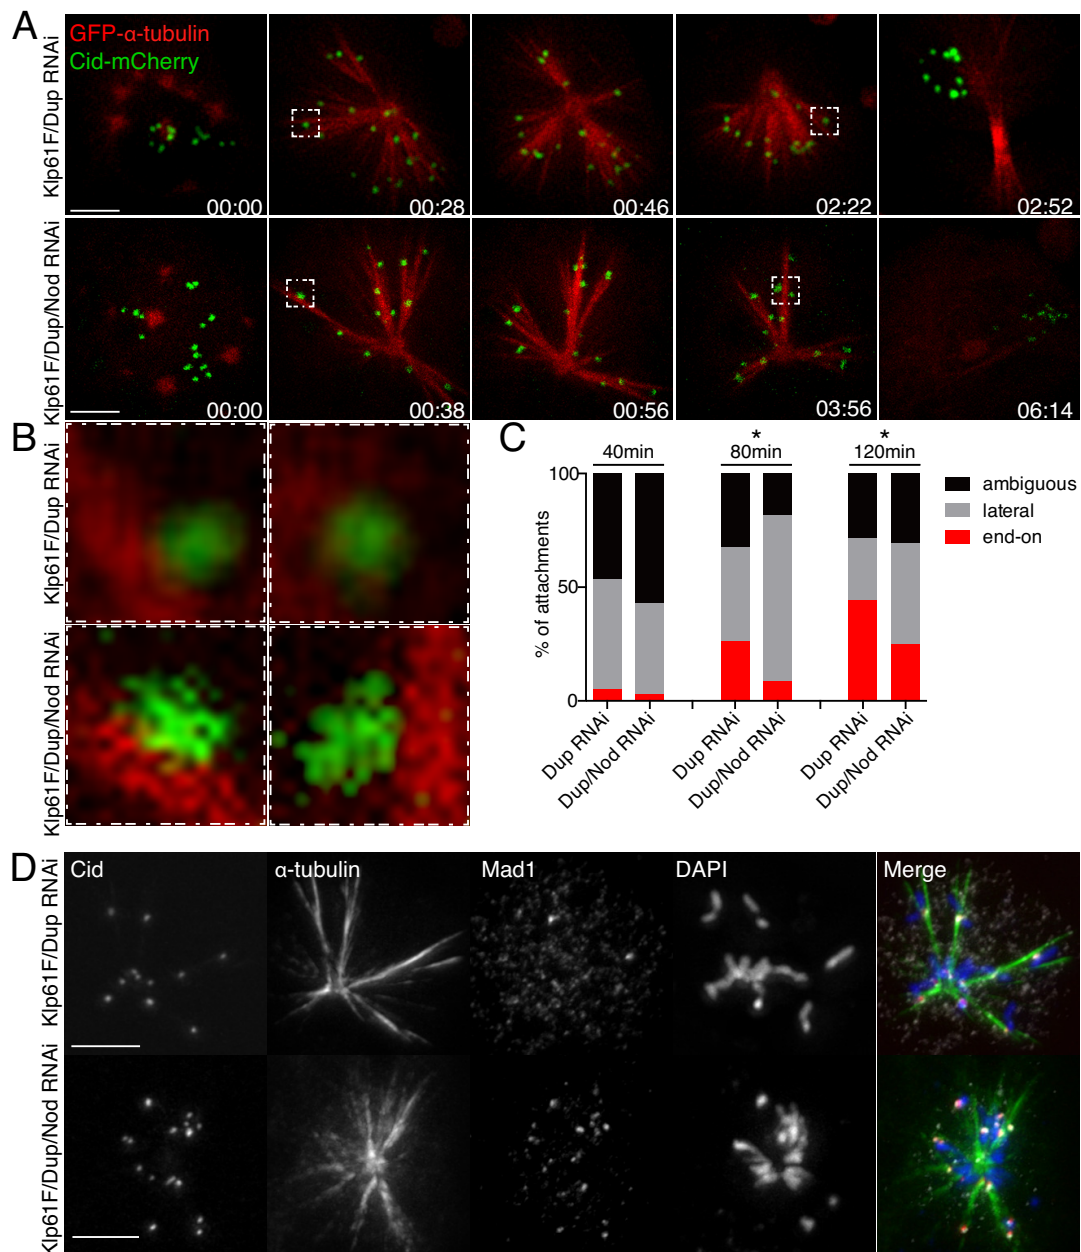 A
Klp61F/Dup RNAi
GFP-α-tubulin
Cid-mCherry
00:00
00:28
00:46
02:22
02:52
Klp61F/Dup/Nod RNAi
00:00
00:38
00:56
03:56
06:14
B
Klp61F/Dup RNAi
Klp61F/Dup/Nod RNAi
C
* *
40min 80min 120min
100
50
0
% of attachments
ambiguous
lateral
end-on
Dup RNAi
Dup/Nod RNAi
Dup RNAi
Dup/Nod RNAi
Dup RNAi
Dup/Nod RNAi
D
Klp61F/Dup RNAi
Cid α-tubulin Mad1 DAPI Merge
Klp61F/Dup/Nod RNAi